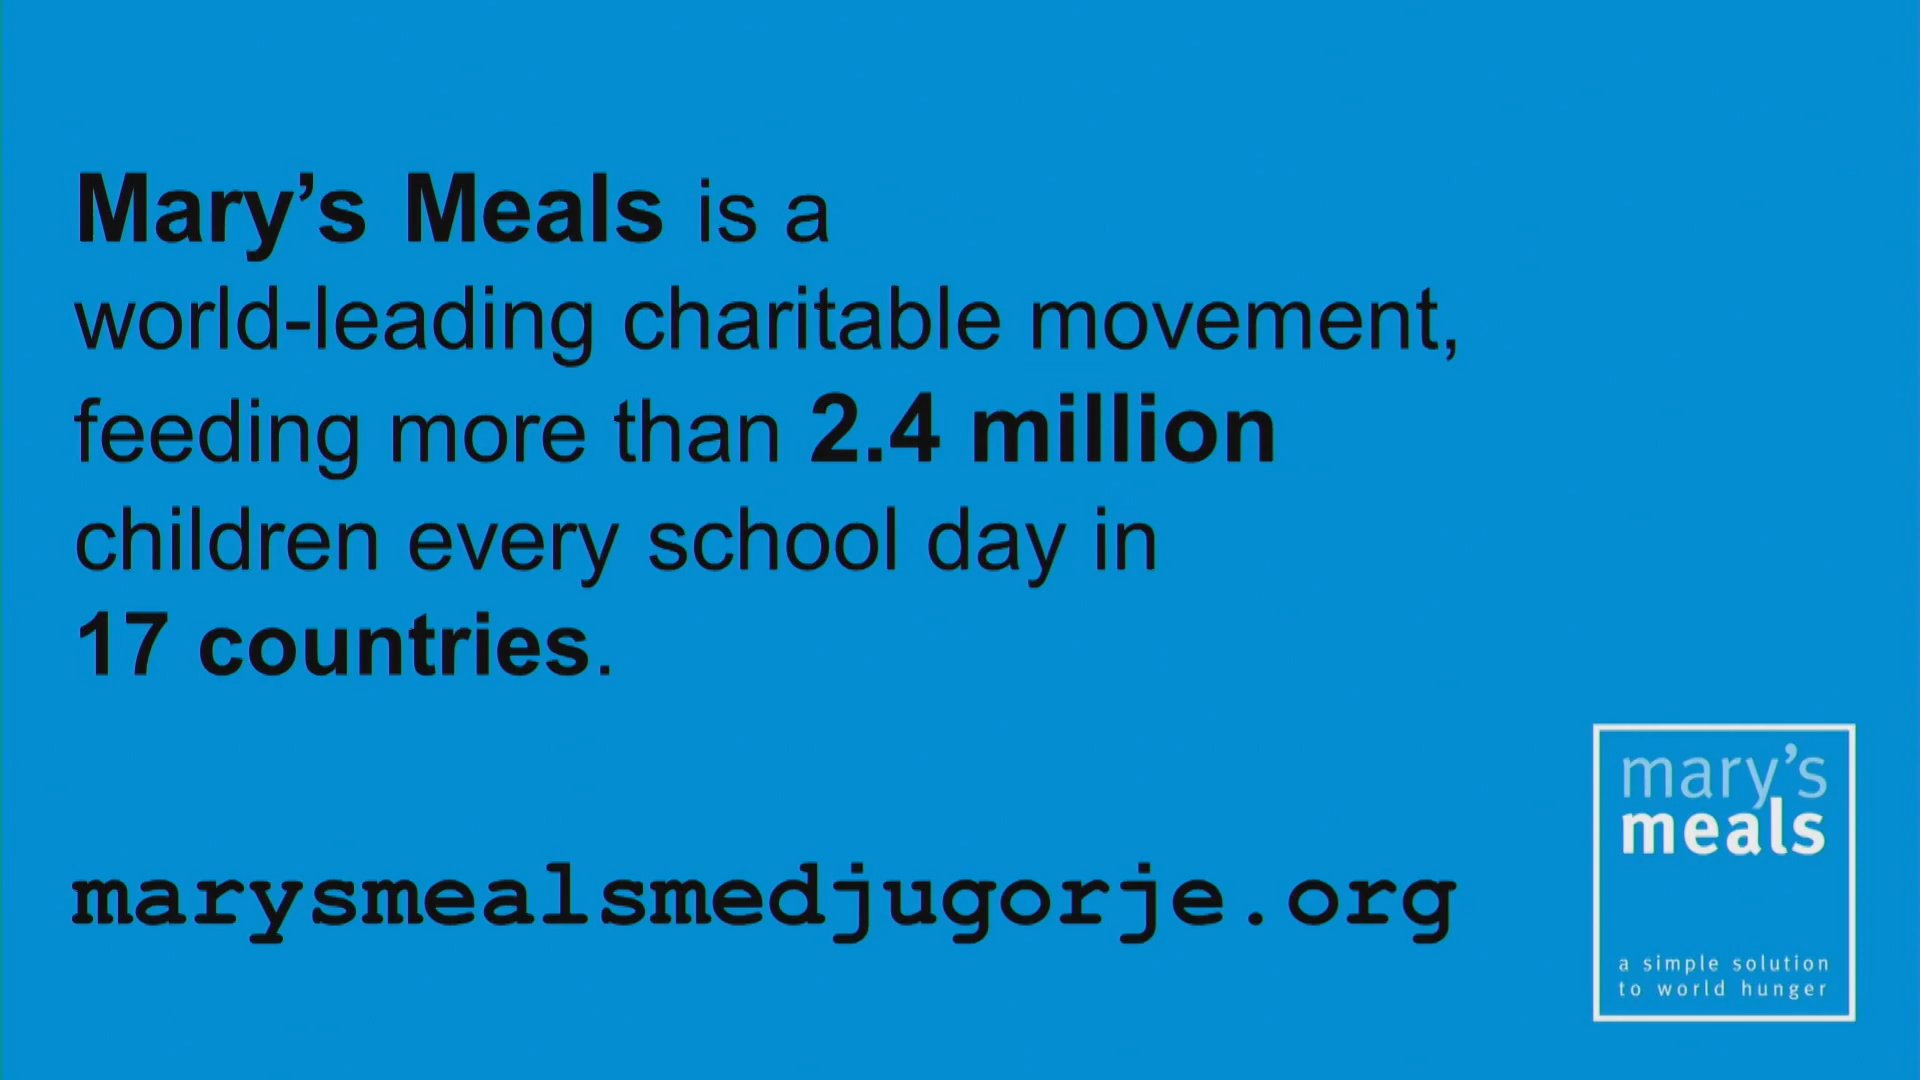 Mary’s Meals is a
world-leading charitable movement,
feeding more than 2.4 million
children every school day in
17 countries.
marysmealsmedjugorje.org
mary’s
meals
a simple solution
to world hunger